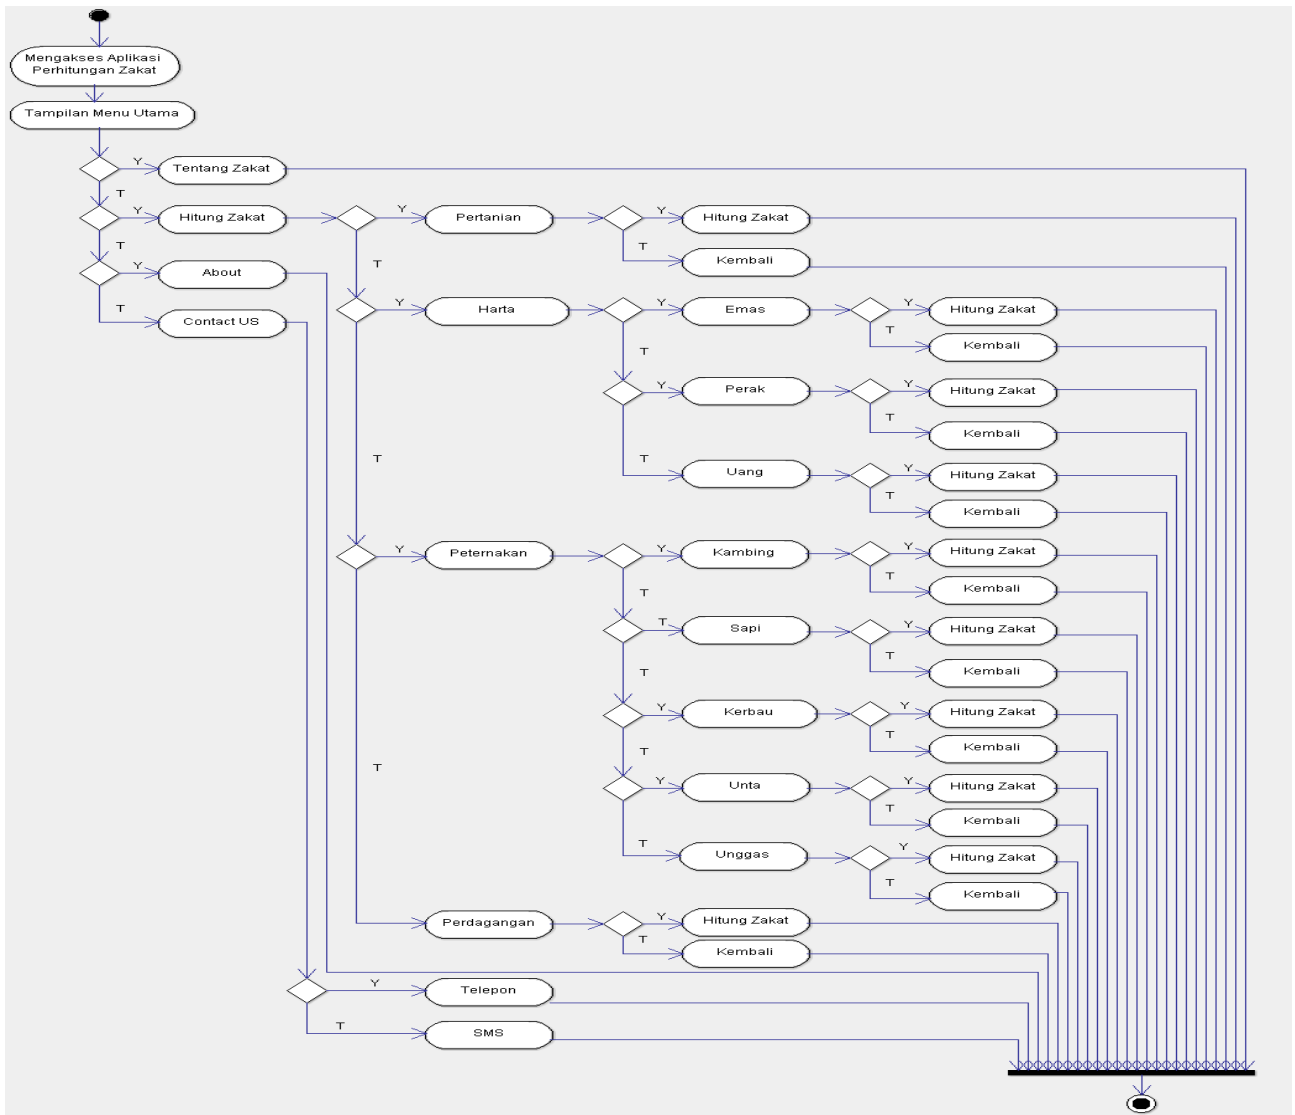 Mengakses Aplikasi
Perhitungan Zakat
Tampilan Menu Utama
Y
Tentang Zakat
T
Y
Hitung Zakat
Y
Pertanian
Y
Hitung Zakat
T
T
Kembali
Y
About
T
T
Contact US
Y
Harta
Y
Emas
Y
Hitung Zakat
T
Kembali
T
Y
Perak
Y
Hitung Zakat
T
Kembali
T
T
Uang
Y
Hitung Zakat
T
Kembali
Y
Peternakan
Y
Kambing
Y
Hitung Zakat
T
Kembali
T
T
Sapi
Y
Hitung Zakat
T
Kembali
T
Y
Kerbau
Y
Hitung Zakat
T
Kembali
T
T
Y
Unta
Y
Hitung Zakat
T
Kembali
T
Unggas
Y
Hitung Zakat
T
Kembali
Perdagangan
Y
Hitung Zakat
T
Kembali
Y
Telepon
T
SMS